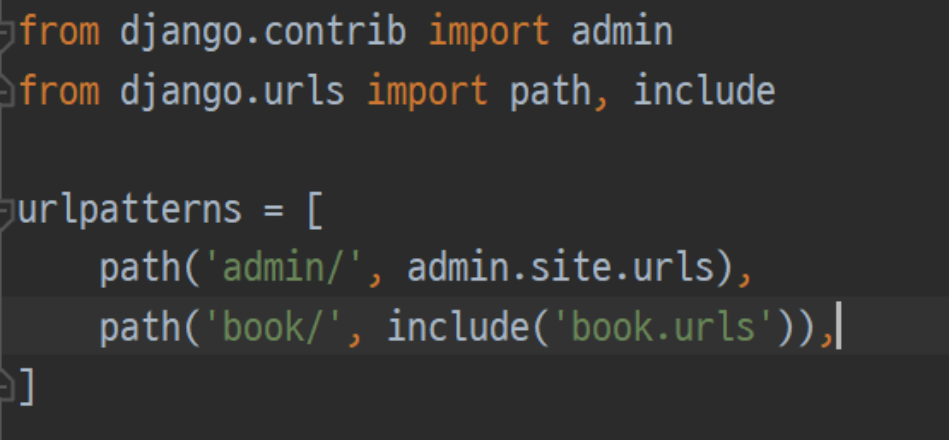 from django.contrib import admin
from django.urls import path, include
urlpatterns = [
    path('admin/', admin.site.urls),
    path('book/', include('book.urls')),
]